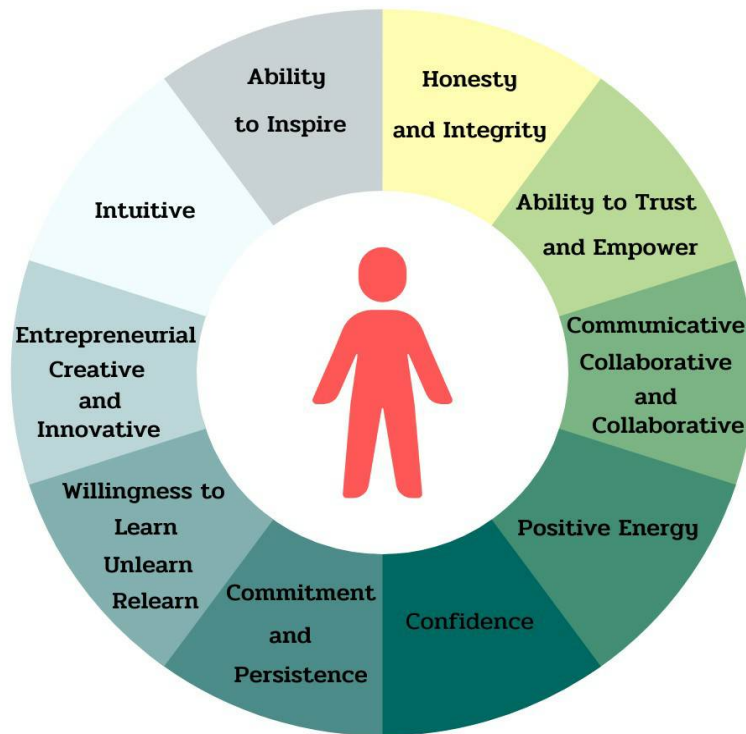 Ability
to Inspire
Honesty
and Integrity
Ability to Trust
and Empower
Communicative
Collaborative
and
Collaborative
Positive Energy
Confidence
Commitment
and
Persistence
Willingness to
Learn
Unlearn
Relearn
Entrepreneurial
Creative
and
Innovative
Intuitive